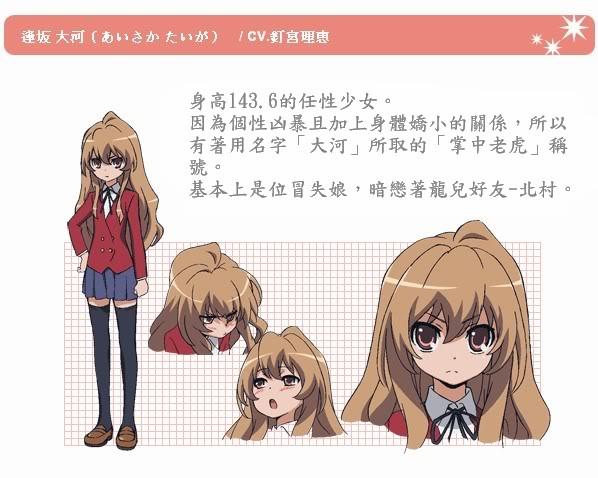 逢坂 大河（あいさか たいが）　/ CV.釘宮理惠
身高143.6的任性少女。
因為個性凶暴且加上身體嬌小的關係，所以
有著用名字「大河」所取的「掌中老虎」稱
號。
基本上是位冒失娘，暗戀著龍兒好友-北村。